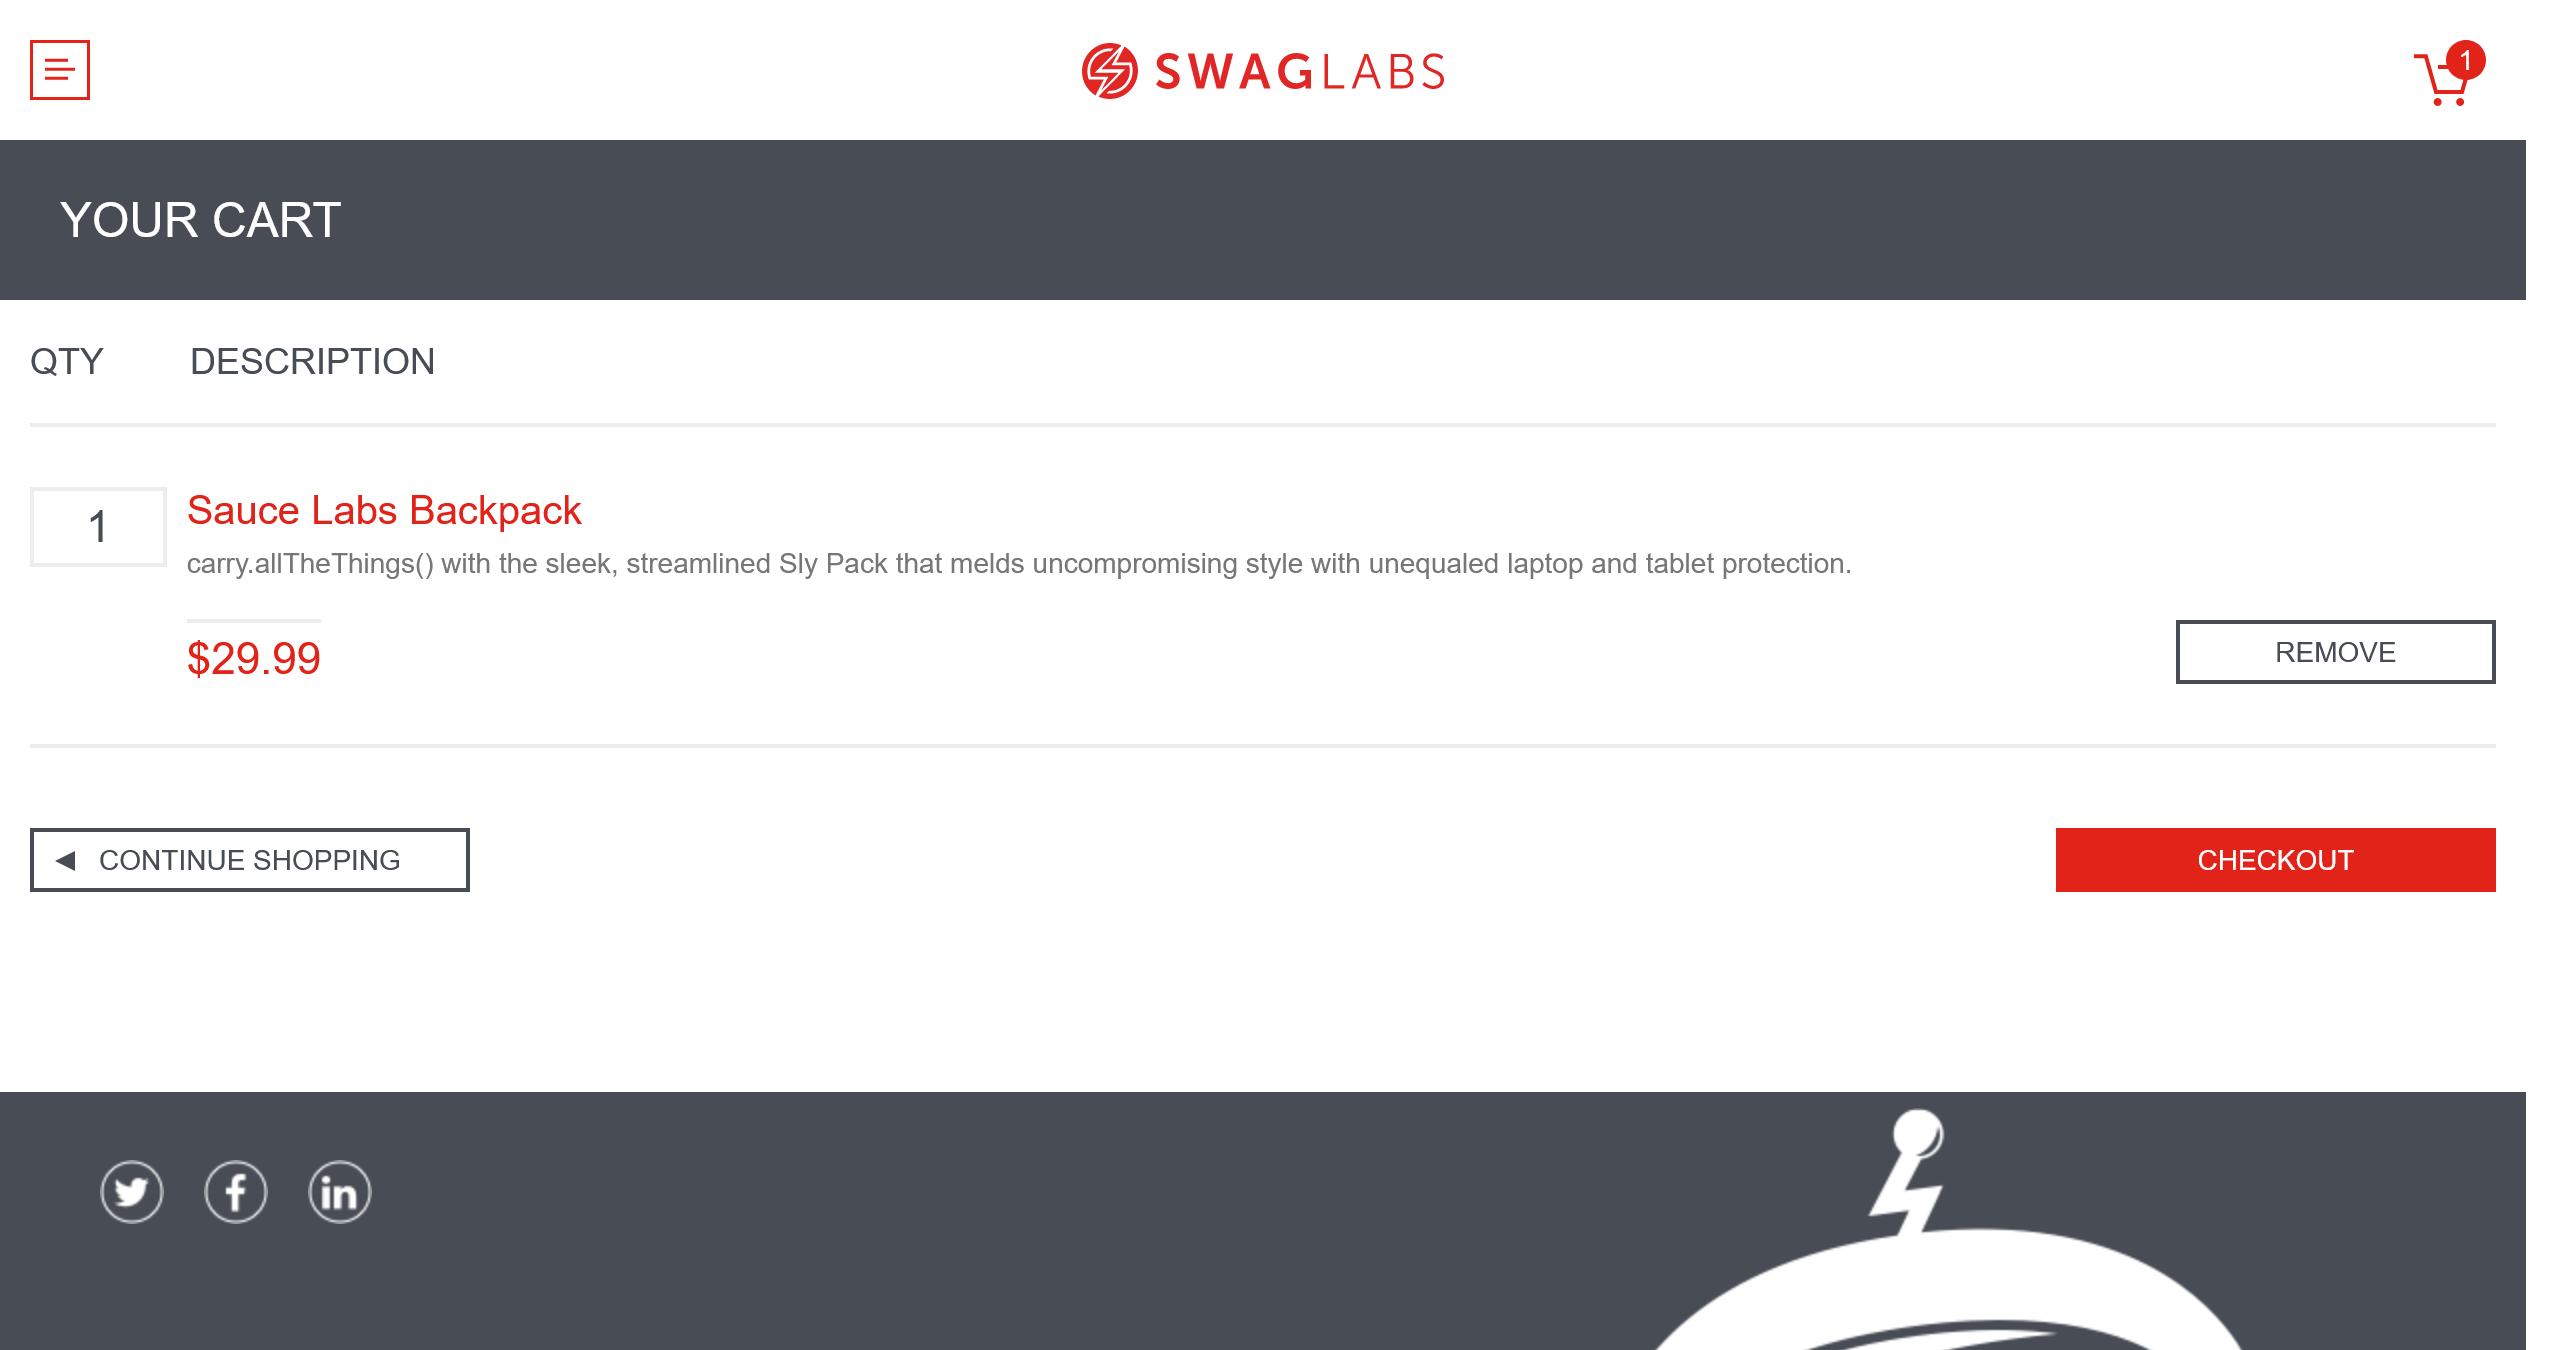 SWAGLABS
1
YOUR CART
QTY DESCRIPTION
1 Sauce Labs Backpack
carry.allTheThings() with the sleek, streamlined Sly Pack that melds uncompromising style with unequaled laptop and tablet protection.
$29.99 REMOVE
CONTINUE SHOPPING CHECKOUT